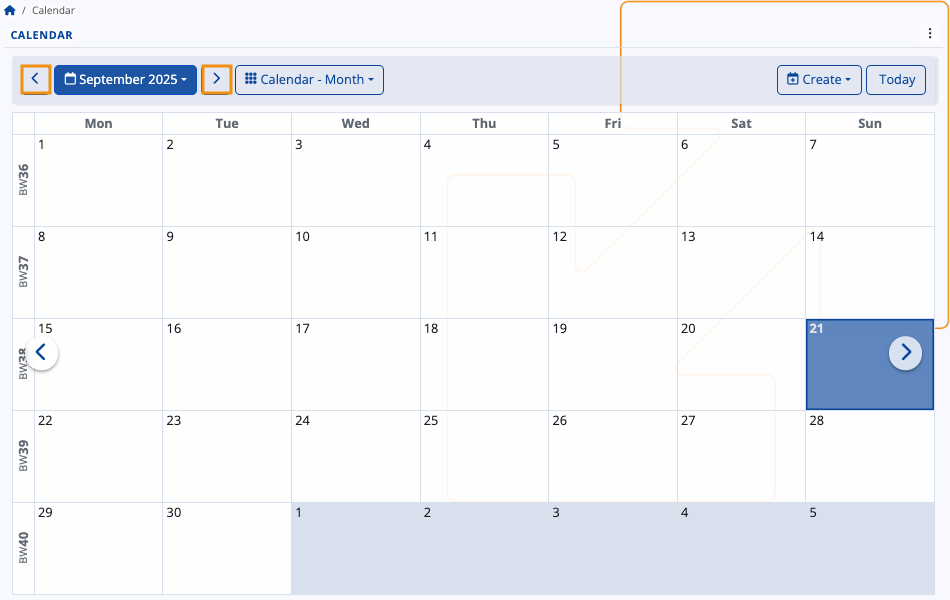 / Calendar
CALENDAR
September 2025 Calendar - Month Create Today
Mon Tue Wed Thu Fri Sat Sun
BW36 1 2 3 4 5 6 7
BW37 8 9 10 11 12 13 14
BW38 15 16 17 18 19 20 21
BW39 22 23 24 25 26 27 28
BW40 29 30 1 2 3 4 5